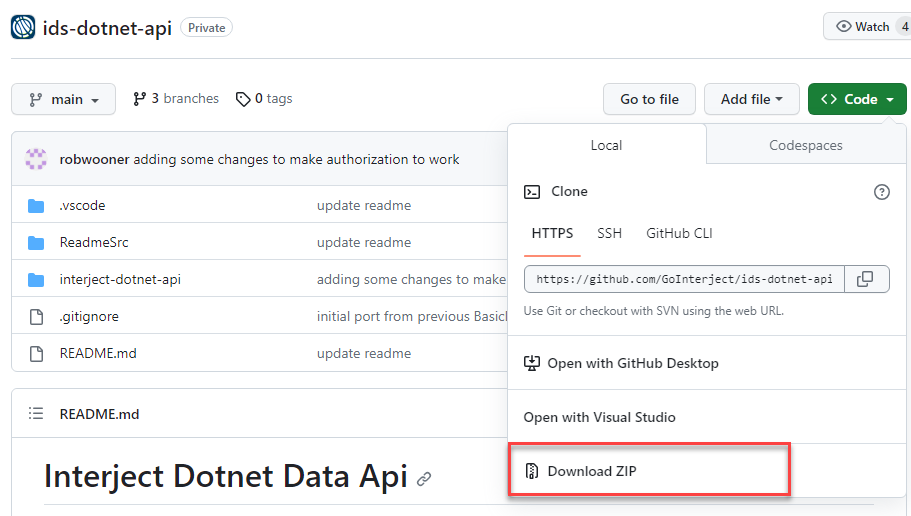 ids-dotnet-api Private Watch 4
main 3 branches 0 tags Go to file Add file Code
Local Codespaces
robwooner adding some changes to make authorization to work
Clone
.vscode update readme
HTTPS SSH GitHub CLI
ReadmeSrc update readme
interject-dotnet-api adding some changes to make
https://github.com/GoInterject/ids-dotnet-api
.gitignore initial port from previous Basicl
Use Git or checkout with SVN using the web URL.
README.md update readme
Open with GitHub Desktop
README.md
Open with Visual Studio
Interject Dotnet Data Api
Download ZIP